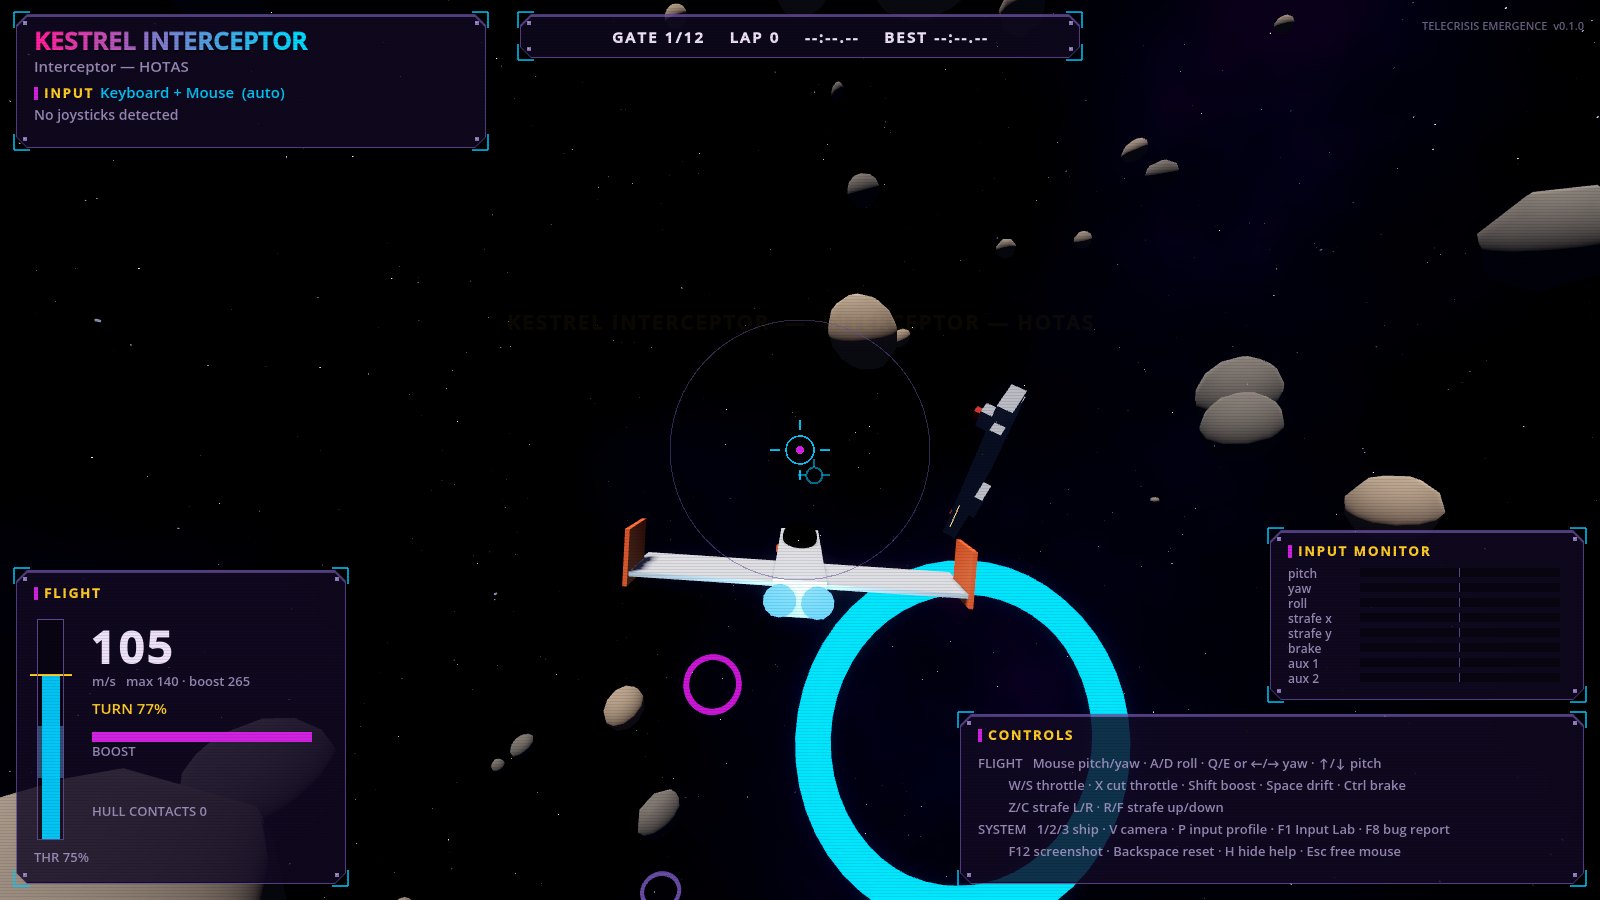 KESTREL INTERCEPTOR
Interceptor — HOTAS
INPUT Keyboard + Mouse (auto)
No joysticks detected
GATE 1/12 LAP 0 --:--.-- BEST --:--.--
TELECRISIS EMERGENCE v0.1.0
KESTREL INTERCEPTOR — INTERCEPTOR — HOTAS
FLIGHT
105
m/s max 140 · boost 265
TURN 77%
BOOST
HULL CONTACTS 0
THR 75%
INPUT MONITOR
pitch
yaw
roll
strafe x
strafe y
brake
aux 1
aux 2
CONTROLS
FLIGHT Mouse pitch/yaw · A/D roll · Q/E or ←/→ yaw · ↑/↓ pitch
W/S throttle · X cut throttle · Shift boost · Space drift · Ctrl brake
Z/C strafe L/R · R/F strafe up/down
SYSTEM 1/2/3 ship · V camera · P input profile · F1 Input Lab · F8 bug report
F12 screenshot · Backspace reset · H hide help · Esc free mouse